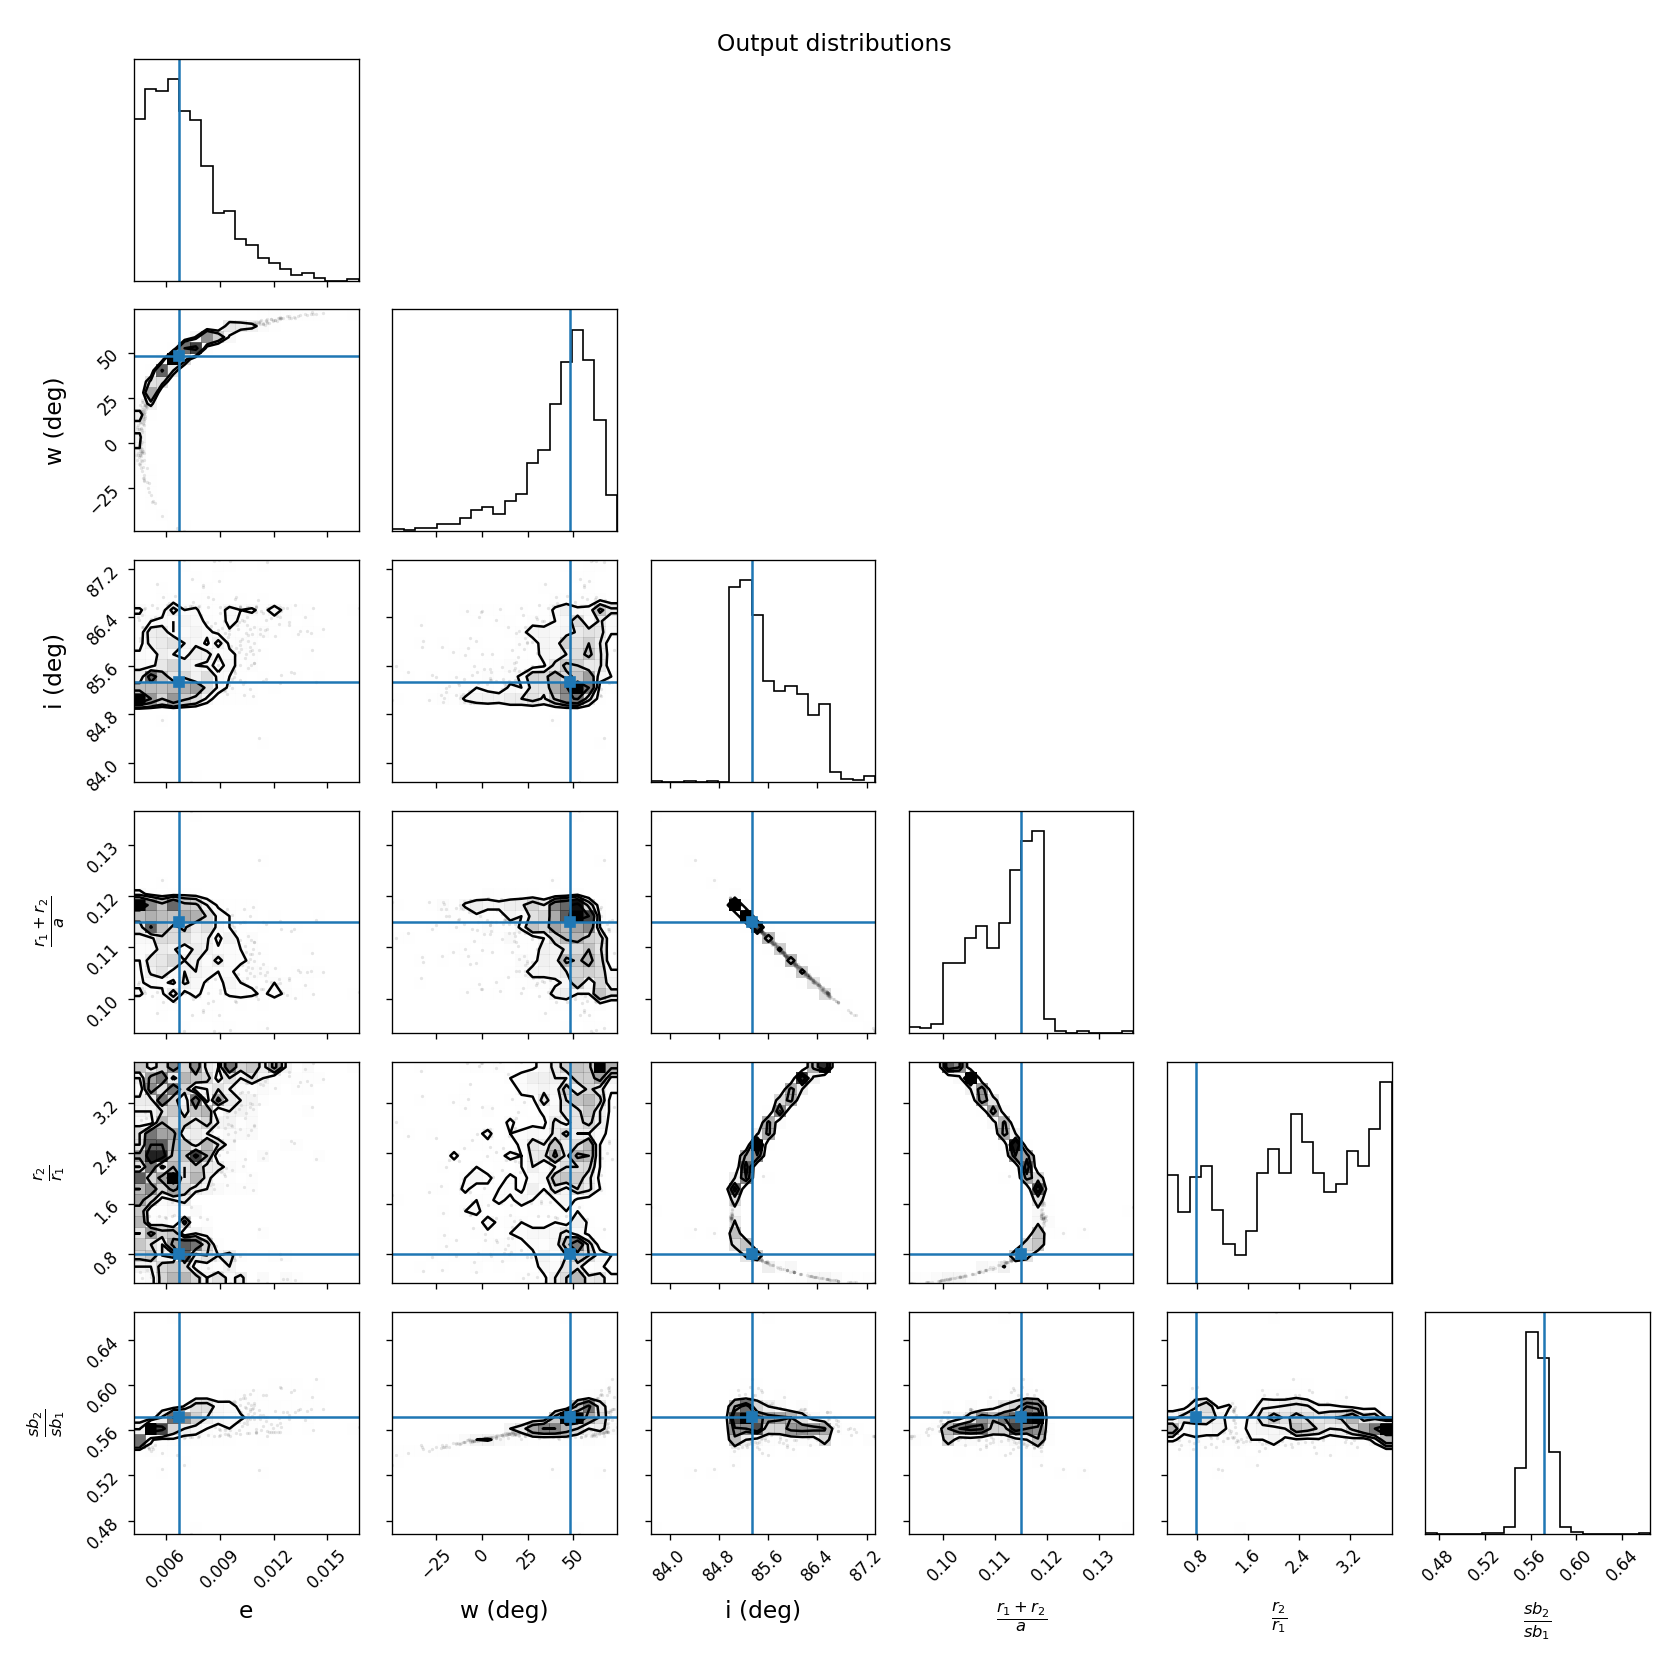 Output distributions
w (deg)
50
25
0
−25
i (deg)
87.2
86.4
85.6
84.8
84.0
r₁ + r₂
a
0.13
0.12
0.11
0.10
r₂
r₁
3.2
2.4
1.6
0.8
sb₂
sb₁
0.64
0.60
0.56
0.52
0.48
0.006 0.009 0.012 0.015
−25 0 25 50
84.0 84.8 85.6 86.4 87.2
0.10 0.11 0.12 0.13
0.8 1.6 2.4 3.2
0.48 0.52 0.56 0.60 0.64
e
w (deg)
i (deg)
r₁ + r₂
a
r₂
r₁
sb₂
sb₁